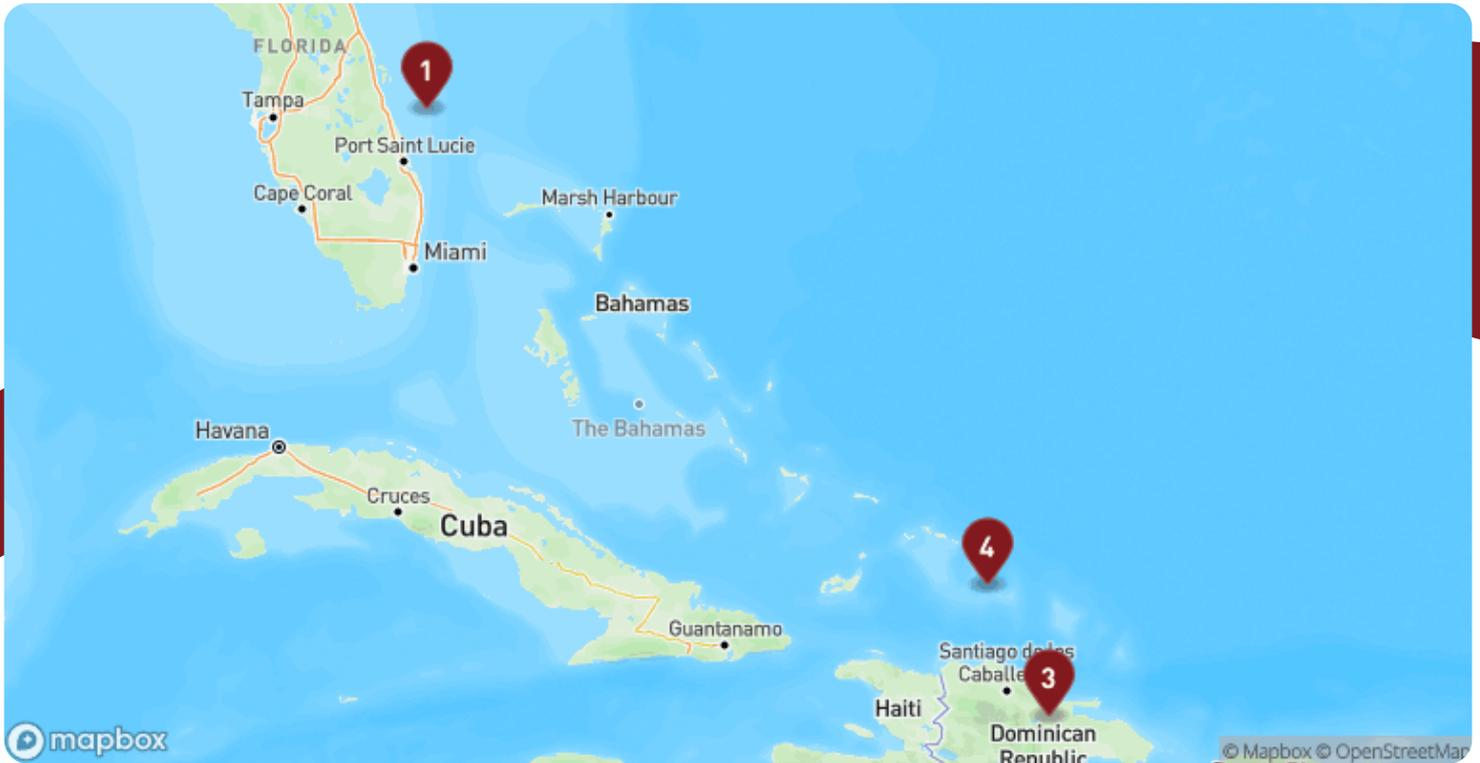 FLORIDA
1
Tampa
Port Saint Lucie
Cape Coral
Marsh Harbour
Miami
Bahamas
The Bahamas
Havana
Cruces
Cuba
4
Guantanamo
Santiago de los
Caballe
3
Haiti
Dominican
Republic
mapbox
© Mapbox © OpenStreetMap